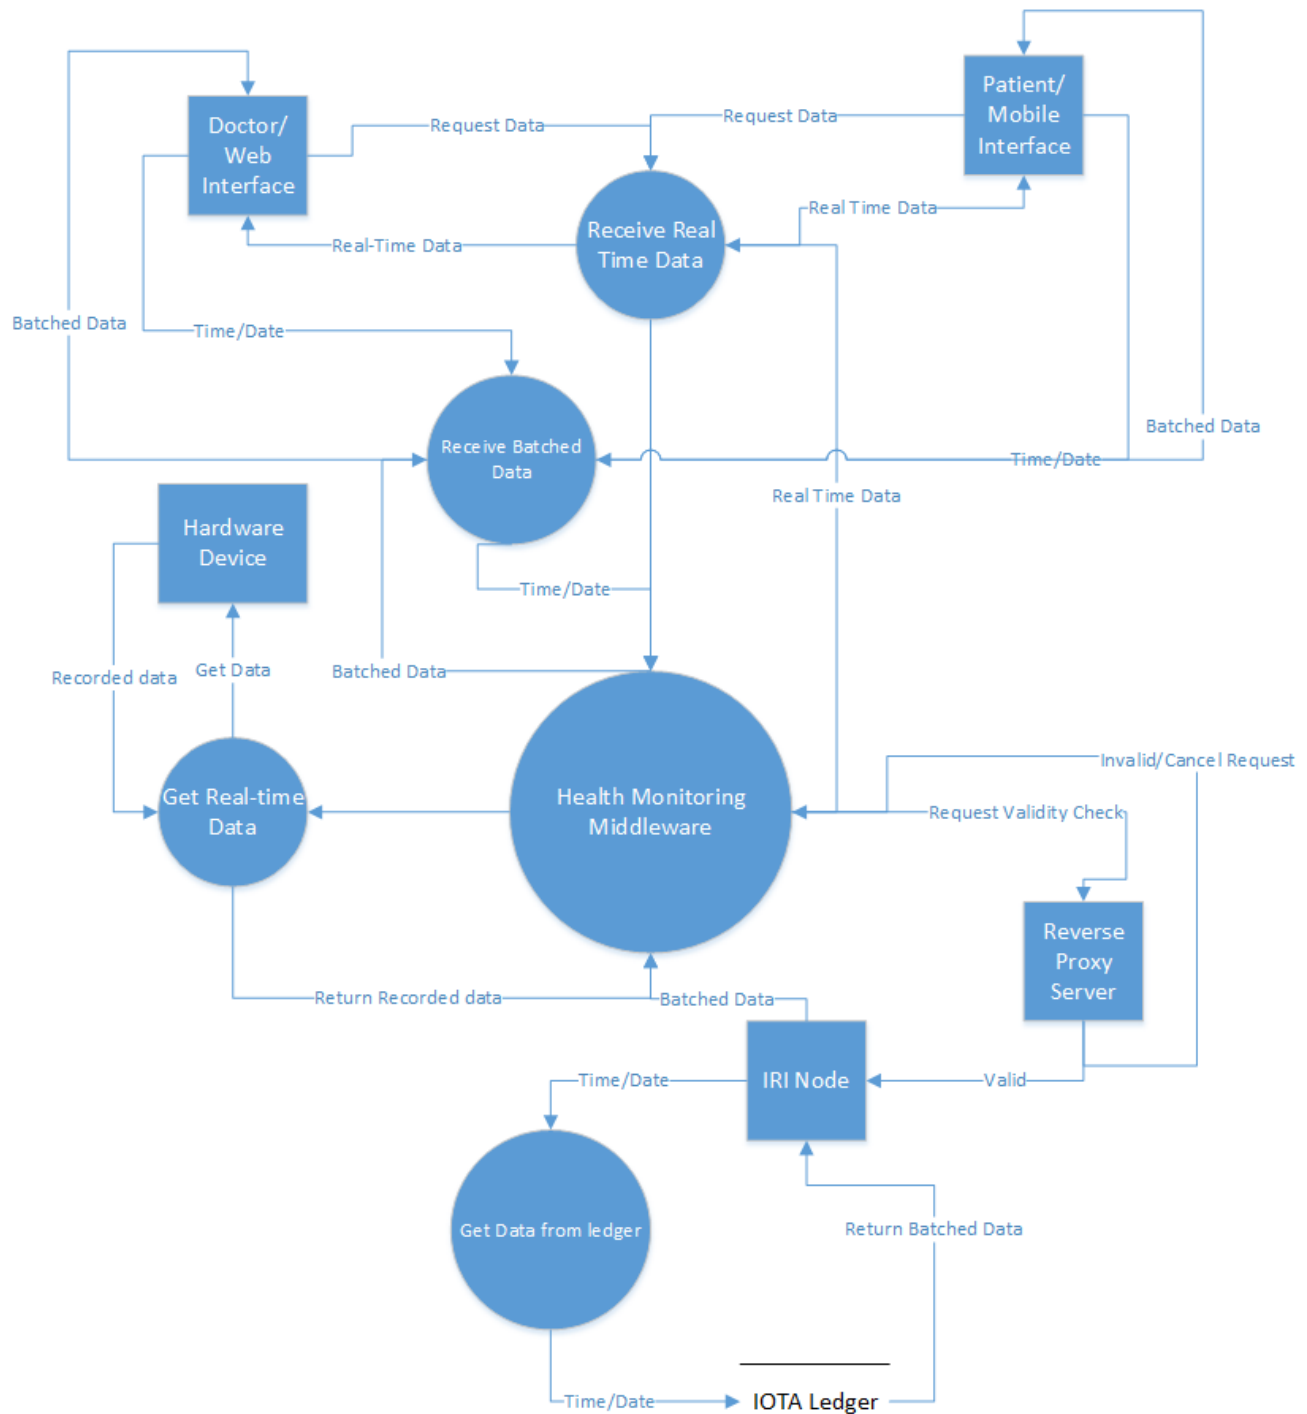 Patient/
Mobile
Interface
Doctor/
Web
Interface
Request Data
Request Data
Real Time Data
Receive Real
Time Data
Real-Time Data
Batched Data
Time/Date
Batched Data
Receive Batched
Data
Time/Date
Real Time Data
Hardware
Device
Time/Date
Recorded data
Get Data
Batched Data
Invalid/Cancel Request
Get Real-time
Data
Health Monitoring
Middleware
Request Validity Check
Reverse
Proxy
Server
Return Recorded data
Batched Data
Time/Date
IRI Node
Valid
Get Data from ledger
Return Batched Data
Time/Date
IOTA Ledger